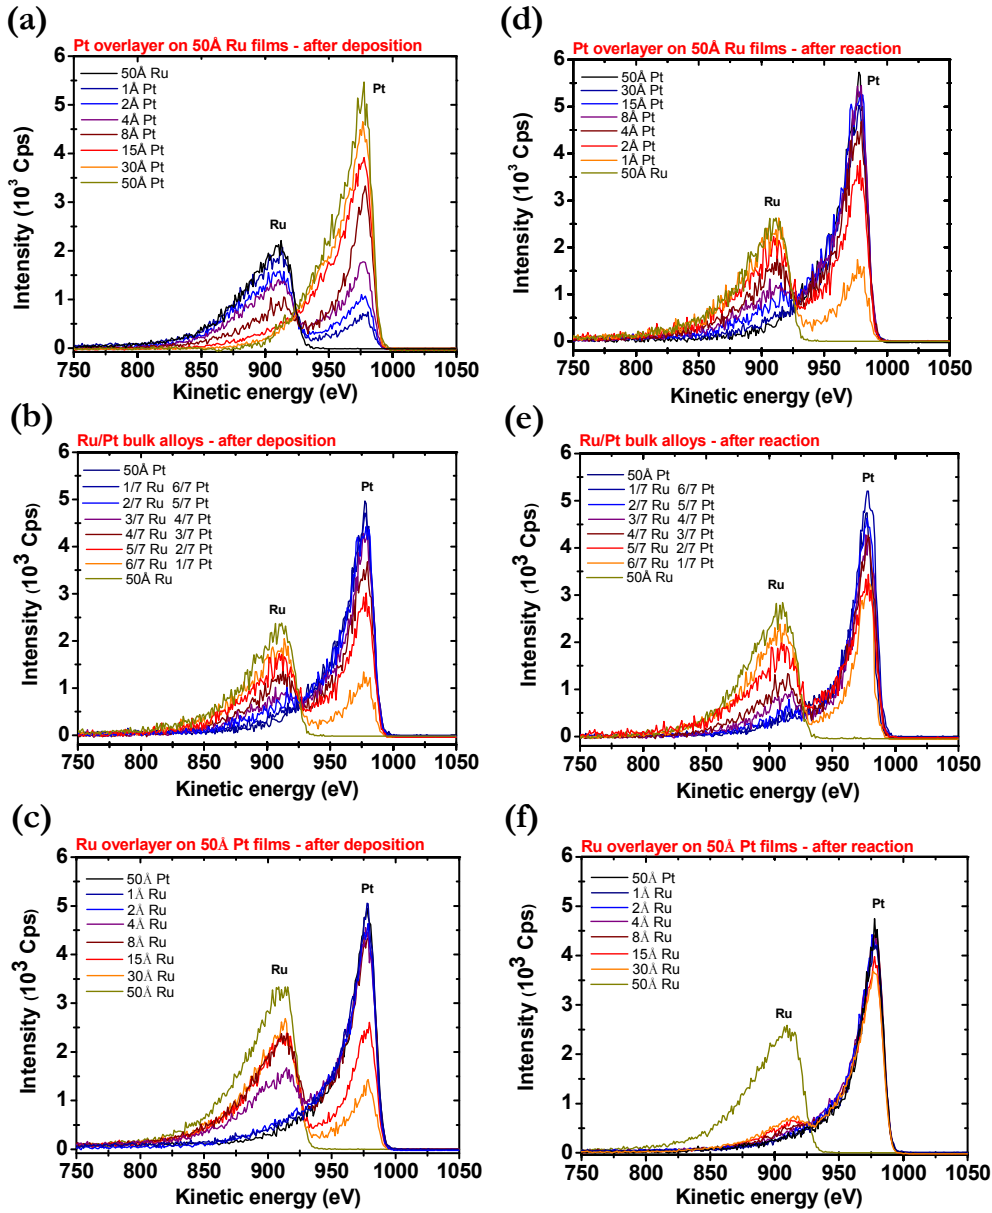 (a)
Pt overlayer on 50Å Ru films - after deposition
6
5
4
3
2
1
0
Intensity (10³ Cps)
50Å Ru
1Å Pt
2Å Pt
4Å Pt
8Å Pt
15Å Pt
30Å Pt
50Å Pt
Ru
Pt
750 800 850 900 950 1000 1050
Kinetic energy (eV)
(d)
Pt overlayer on 50Å Ru films - after reaction
6
5
4
3
2
1
0
Intensity (10³ Cps)
50Å Pt
30Å Pt
15Å Pt
8Å Pt
4Å Pt
2Å Pt
1Å Pt
50Å Ru
Ru
Pt
750 800 850 900 950 1000 1050
Kinetic energy (eV)
(b)
Ru/Pt bulk alloys - after deposition
6
5
4
3
2
1
0
Intensity (10³ Cps)
50Å Pt
1/7 Ru 6/7 Pt
2/7 Ru 5/7 Pt
3/7 Ru 4/7 Pt
4/7 Ru 3/7 Pt
5/7 Ru 2/7 Pt
6/7 Ru 1/7 Pt
50Å Ru
Ru
Pt
750 800 850 900 950 1000 1050
Kinetic energy (eV)
(e)
Ru/Pt bulk alloys - after reaction
6
5
4
3
2
1
0
Intensity (10³ Cps)
50Å Pt
1/7 Ru 6/7 Pt
2/7 Ru 5/7 Pt
3/7 Ru 4/7 Pt
4/7 Ru 3/7 Pt
5/7 Ru 2/7 Pt
6/7 Ru 1/7 Pt
50Å Ru
Ru
Pt
750 800 850 900 950 1000 1050
Kinetic energy (eV)
(c)
Ru overlayer on 50Å Pt films - after deposition
6
5
4
3
2
1
0
Intensity (10³ Cps)
50Å Pt
1Å Ru
2Å Ru
4Å Ru
8Å Ru
15Å Ru
30Å Ru
50Å Ru
Ru
Pt
750 800 850 900 950 1000 1050
Kinetic energy (eV)
(f)
Ru overlayer on 50Å Pt films - after reaction
6
5
4
3
2
1
0
Intensity (10³ Cps)
50Å Pt
1Å Ru
2Å Ru
4Å Ru
8Å Ru
15Å Ru
30Å Ru
50Å Ru
Ru
Pt
750 800 850 900 950 1000 1050
Kinetic energy (eV)